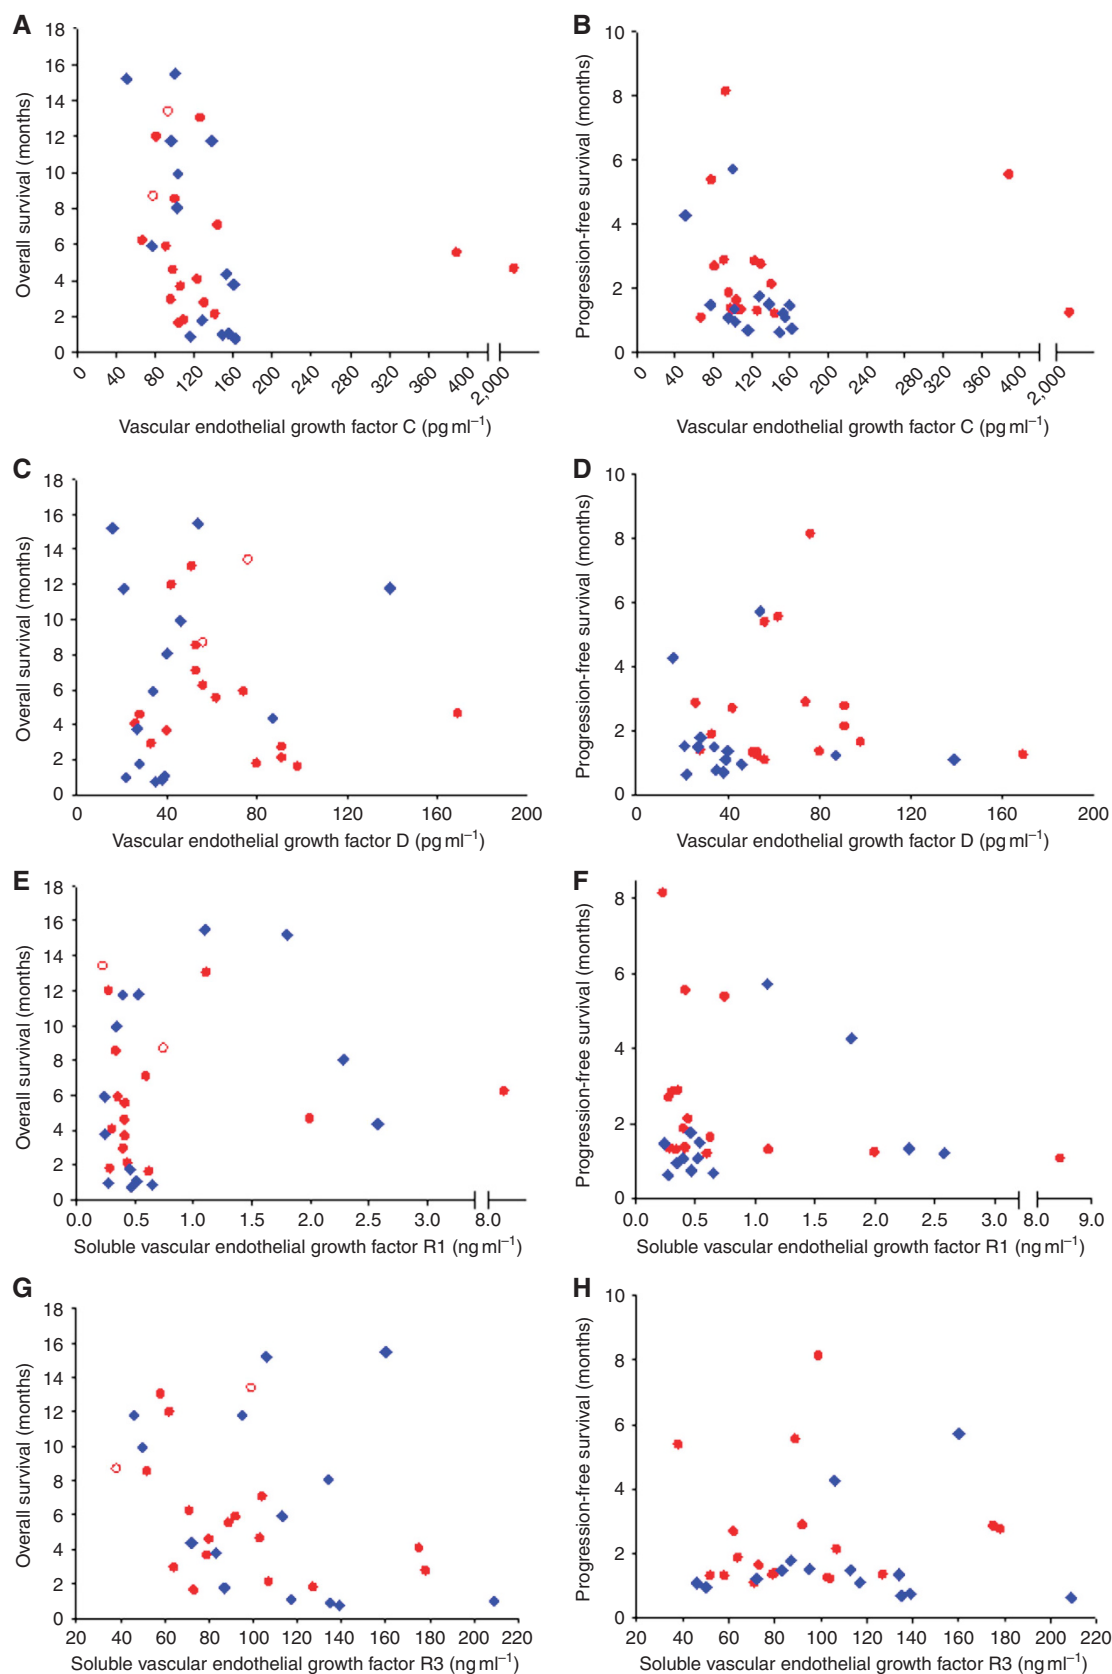 A
18
16
14
12
10
8
6
4
2
0
Overall survival (months)
0 40 80 120 160 200 240 280 320 360 400 2,000
Vascular endothelial growth factor C (pg ml−1)
B
10
8
6
4
2
0
Progression-free survival (months)
0 40 80 120 160 200 240 280 320 360 400 2,000
Vascular endothelial growth factor C (pg ml−1)
C
18
16
14
12
10
8
6
4
2
0
Overall survival (months)
0 40 80 120 160 200
Vascular endothelial growth factor D (pg ml−1)
D
10
8
6
4
2
0
Progression-free survival (months)
0 40 80 120 160 200
Vascular endothelial growth factor D (pg ml−1)
E
18
16
14
12
10
8
6
4
2
0
Overall survival (months)
0.0 0.5 1.0 1.5 2.0 2.5 3.0 8.0
Soluble vascular endothelial growth factor R1 (ng ml−1)
F
8
6
4
2
0
Progression-free survival (months)
0.0 0.5 1.0 1.5 2.0 2.5 3.0 8.0 9.0
Soluble vascular endothelial growth factor R1 (ng ml−1)
G
18
16
14
12
10
8
6
4
2
0
Overall survival (months)
20 40 60 80 100 120 140 160 180 200 220
Soluble vascular endothelial growth factor R3 (ng ml−1)
H
10
8
6
4
2
0
Progression-free survival (months)
20 40 60 80 100 120 140 160 180 200 220
Soluble vascular endothelial growth factor R3 (ng ml−1)